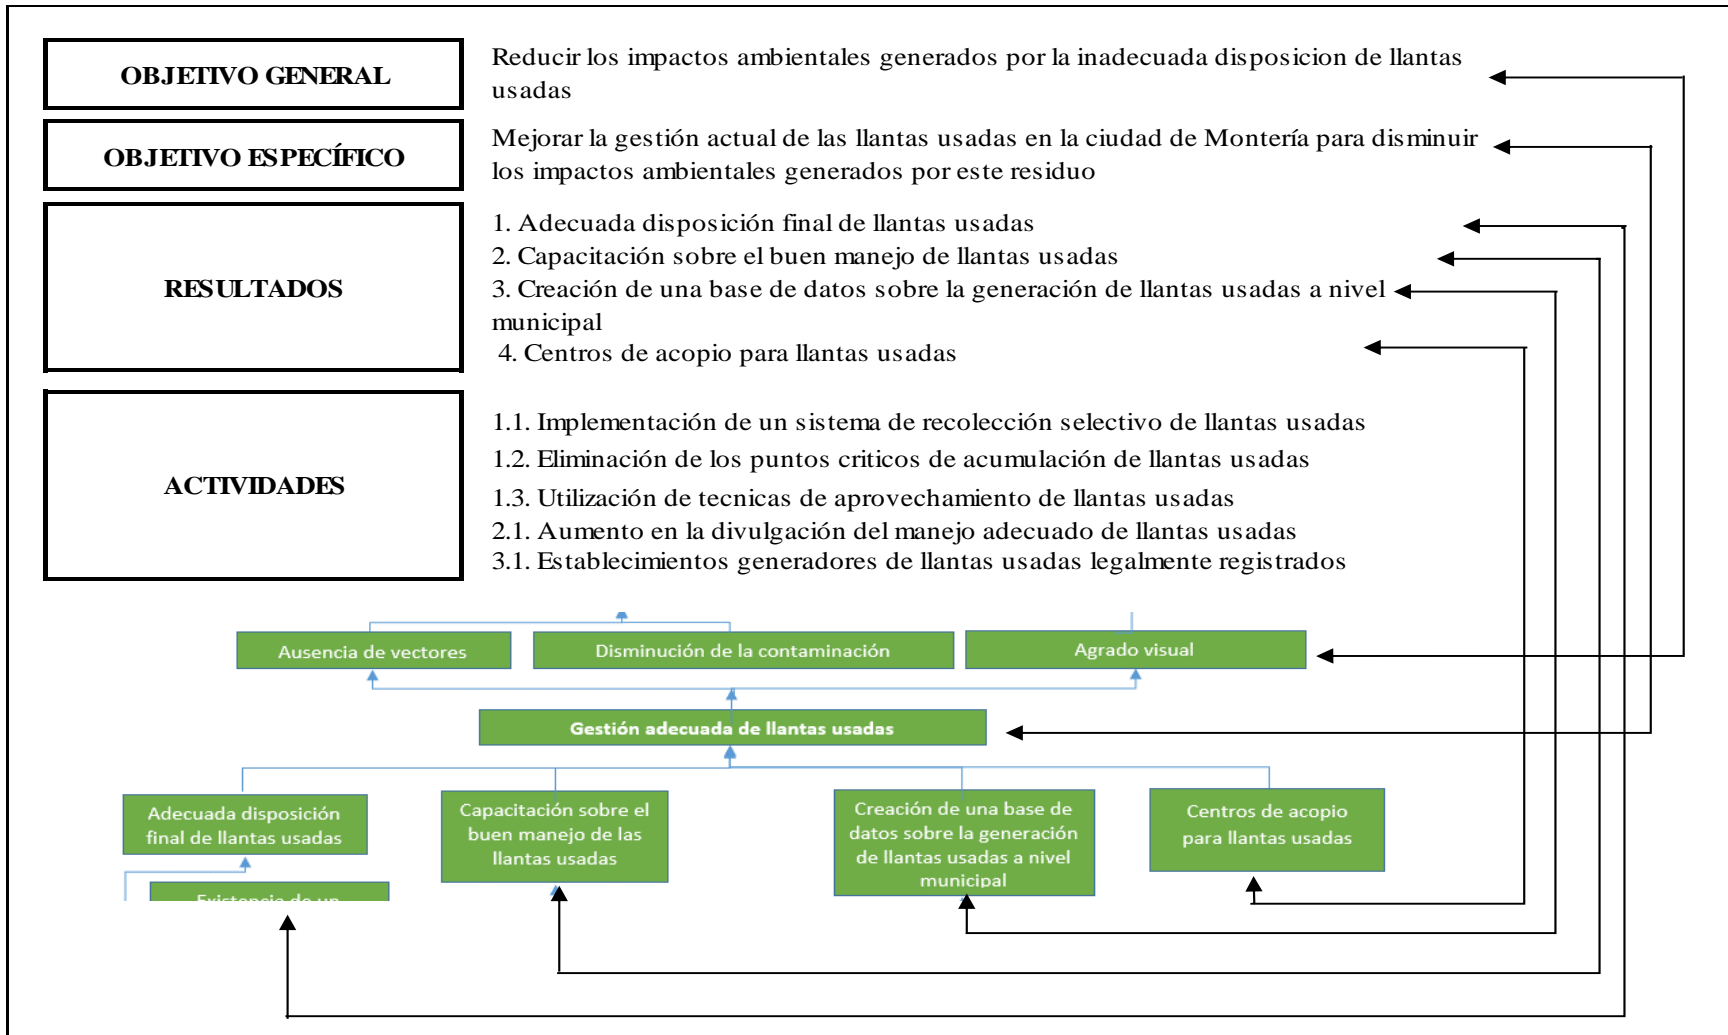 OBJETIVO GENERAL
Reducir los impactos ambientales generados por la inadecuada disposicion de llantas
usadas
OBJETIVO ESPECÍFICO
Mejorar la gestión actual de las llantas usadas en la ciudad de Montería para disminuir
los impactos ambientales generados por este residuo
RESULTADOS
1. Adecuada disposición final de llantas usadas
2. Capacitación sobre el buen manejo de llantas usadas
3. Creación de una base de datos sobre la generación de llantas usadas a nivel
municipal
4. Centros de acopio para llantas usadas
ACTIVIDADES
1.1. Implementación de un sistema de recolección selectivo de llantas usadas
1.2. Eliminación de los puntos criticos de acumulación de llantas usadas
1.3. Utilización de tecnicas de aprovechamiento de llantas usadas
2.1. Aumento en la divulgación del manejo adecuado de llantas usadas
3.1. Establecimientos generadores de llantas usadas legalmente registrados
Ausencia de vectores
Disminución de la contaminación
Agrado visual
Gestión adecuada de llantas usadas
Adecuada disposición
final de llantas usadas
Capacitación sobre el
buen manejo de las
llantas usadas
Creación de una base de
datos sobre la generación
de llantas usadas a nivel
municipal
Centros de acopio
para llantas usadas
Existencia de un